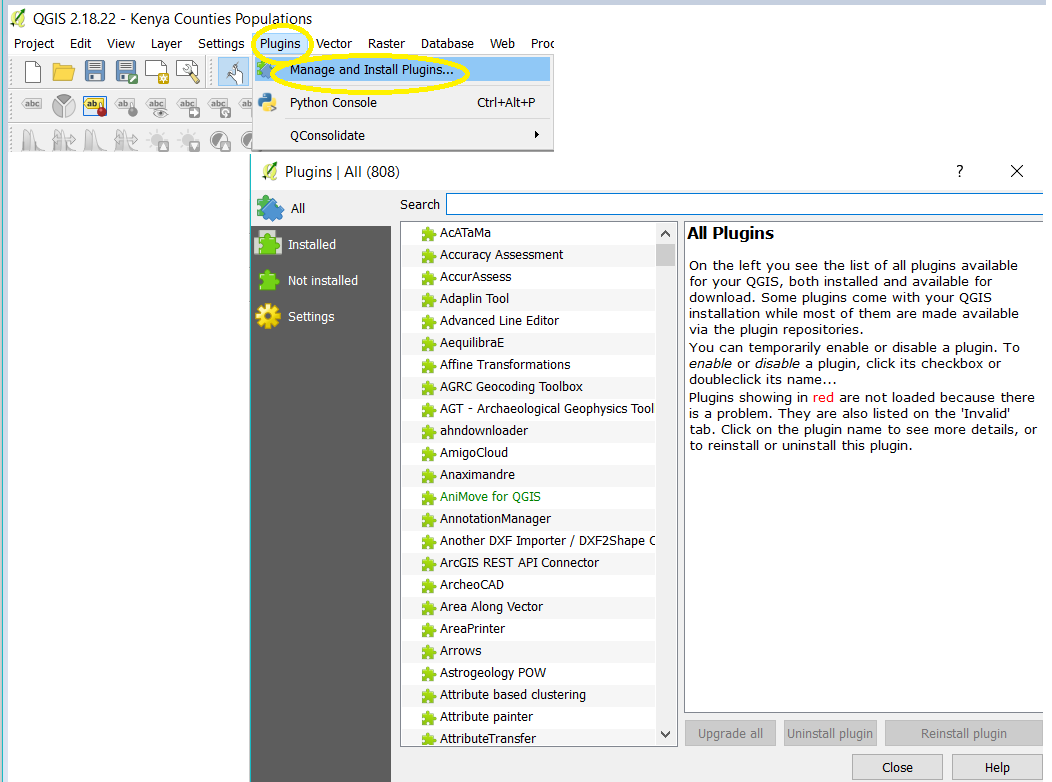 QGIS 2.18.22 - Kenya Counties Populations
Project Edit View Layer Settings Plugins Vector Raster Database Web Proc
Manage and Install Plugins...
abc abc abc abc abc abc
Python Console Ctrl+Alt+P
QConsolidate
Plugins | All (808)
?
All
Installed
Not installed
Settings
Search
AcATaMa
Accuracy Assessment
AccurAssess
Adaplin Tool
Advanced Line Editor
AequilibraE
Affine Transformations
AGRC Geocoding Toolbox
AGT - Archaeological Geophysics Tool
ahndownloader
AmigoCloud
Anaximandre
AniMove for QGIS
AnnotationManager
Another DXF Importer / DXF2Shape C
ArcGIS REST API Connector
ArcheoCAD
Area Along Vector
AreaPrinter
Arrows
Astrogeology POW
Attribute based clustering
Attribute painter
AttributeTransfer
All Plugins
On the left you see the list of all plugins available
for your QGIS, both installed and available for
download. Some plugins come with your QGIS
installation while most of them are made available
via the plugin repositories.
You can temporarily enable or disable a plugin. To
enable or disable a plugin, click its checkbox or
doubleclick its name...
Plugins showing in red are not loaded because there
is a problem. They are also listed on the 'Invalid'
tab. Click on the plugin name to see more details, or
to reinstall or uninstall this plugin.
Upgrade all Uninstall plugin Reinstall plugin
Close Help